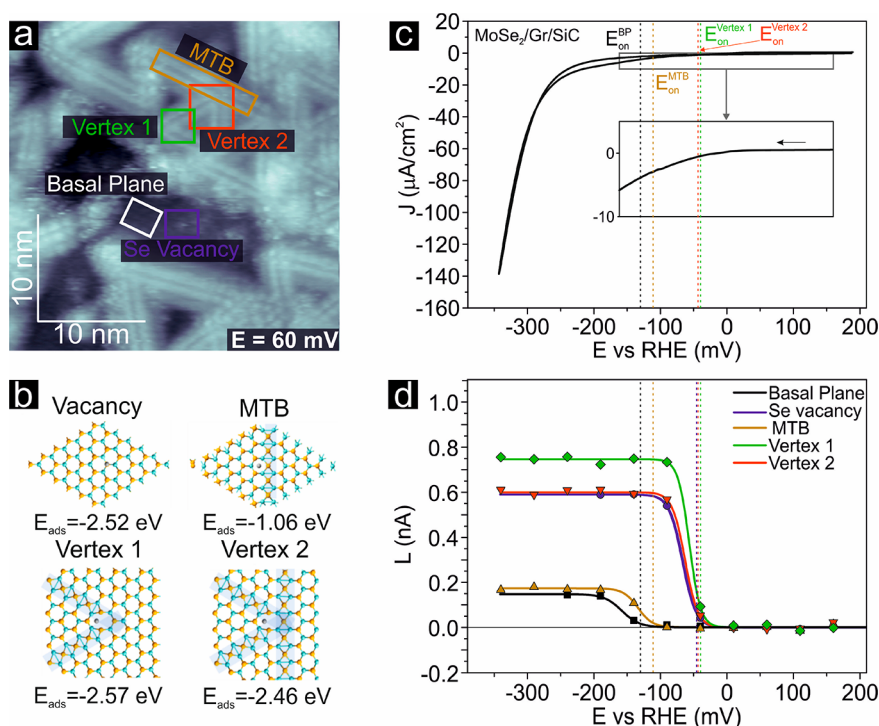 a
MTB
Vertex 1
Vertex 2
Basal Plane
Se Vacancy
10 nm
10 nm
E = 60 mV
b
Vacancy
MTB
Eads=-2.52 eV
Eads=-1.06 eV
Vertex 1
Vertex 2
Eads=-2.57 eV
Eads=-2.46 eV
c
MoSe2/Gr/SiC
EonBP
EonVertex 1
EonVertex 2
EonMTB
J (μA/cm2)
20
0
-20
-40
-60
-80
-100
-120
-140
-160
0
-10
-300
-200
-100
0
100
200
E vs RHE (mV)
d
Basal Plane
Se vacancy
MTB
Vertex 1
Vertex 2
L (nA)
1.0
0.8
0.6
0.4
0.2
0.0
-0.2
-400
-300
-200
-100
0
100
200
E vs RHE (mV)